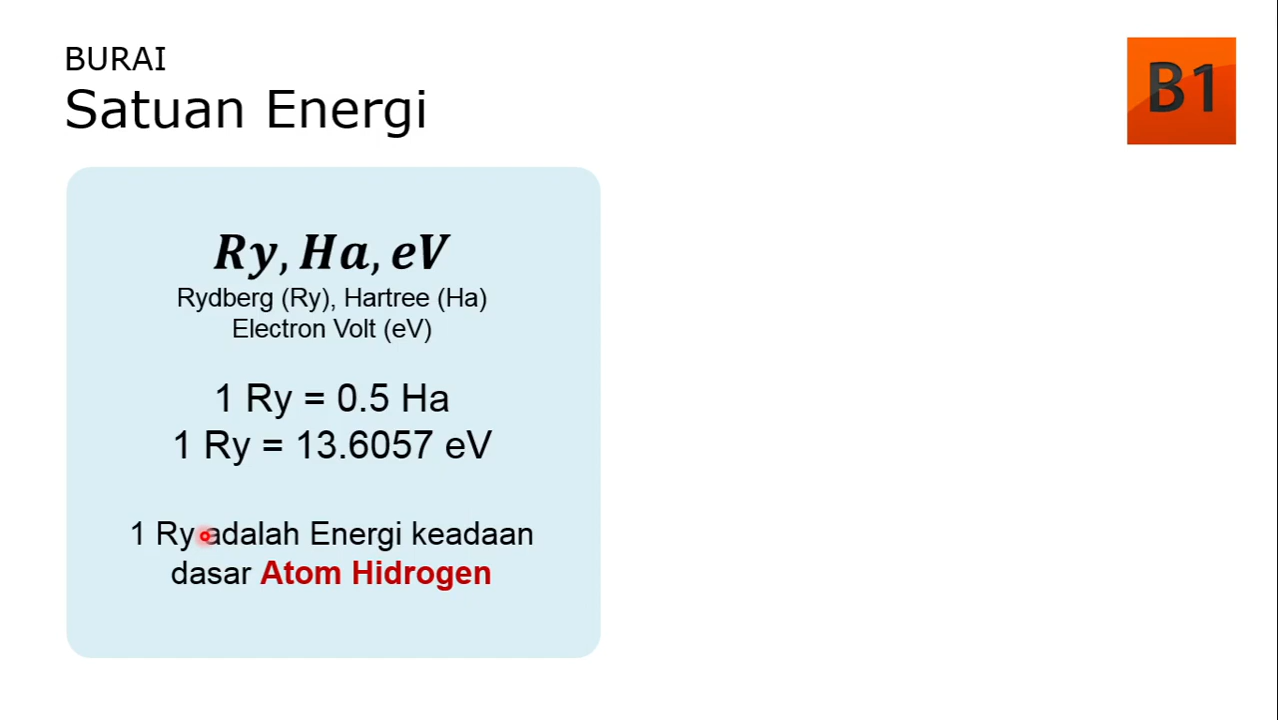 BURAI
Satuan Energi
B1
Ry, Ha, eV
Rydberg (Ry), Hartree (Ha)
Electron Volt (eV)
1 Ry = 0.5 Ha
1 Ry = 13.6057 eV
1 Ry adalah Energi keadaan
dasar Atom Hidrogen